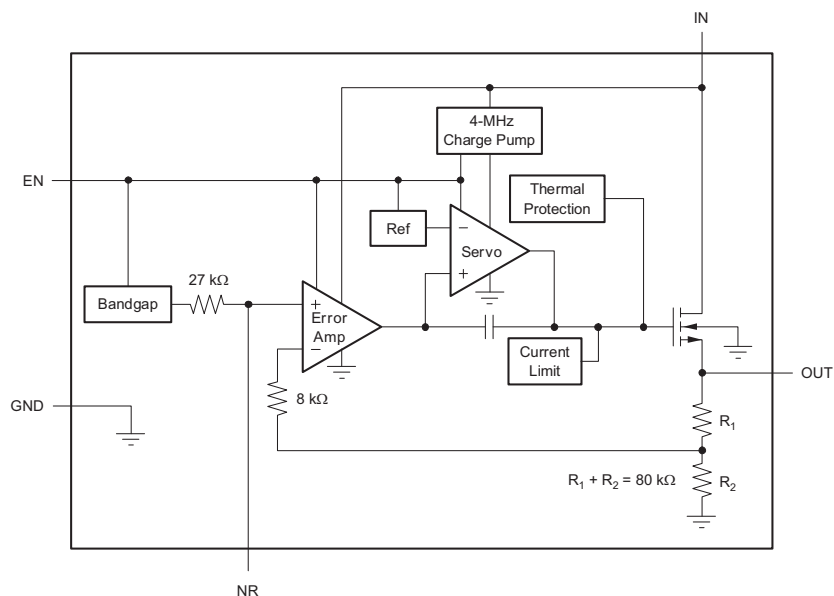 IN
4-MHz
Charge Pump
EN
Thermal
Protection
Ref
−
Servo
+
27 kΩ
Bandgap
+
Error
Amp
−
Current
Limit
OUT
GND
8 kΩ
R1
R1 + R2 = 80 kΩ
R2
NR